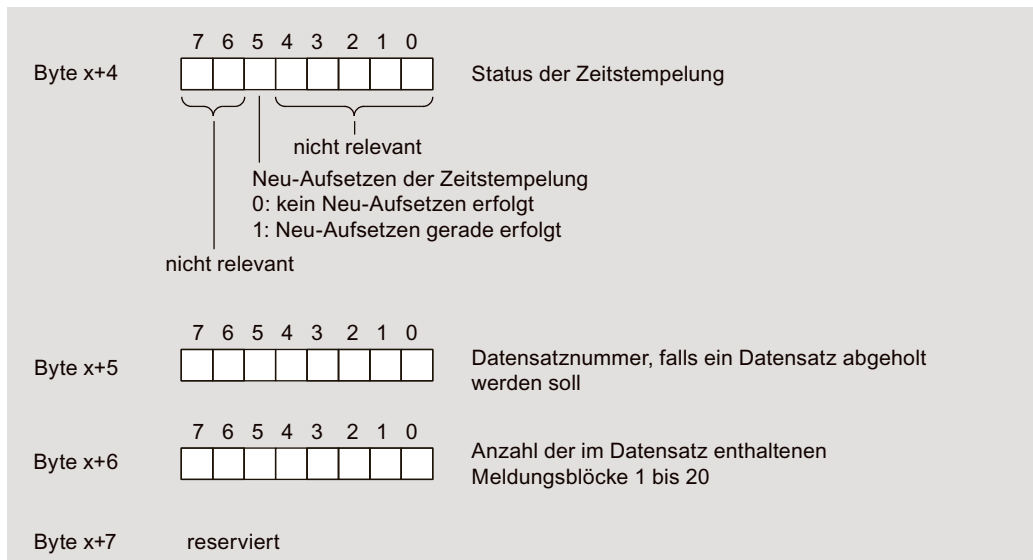 7 6 5 4 3 2 1 0
Byte x+4
Status der Zeitstempelung
nicht relevant
Neu-Aufsetzen der Zeitstempelung
0: kein Neu-Aufsetzen erfolgt
1: Neu-Aufsetzen gerade erfolgt
nicht relevant
7 6 5 4 3 2 1 0
Byte x+5
Datensatznummer, falls ein Datensatz abgeholt
werden soll
7 6 5 4 3 2 1 0
Byte x+6
Anzahl der im Datensatz enthaltenen
Meldungsblöcke 1 bis 20
Byte x+7
reserviert